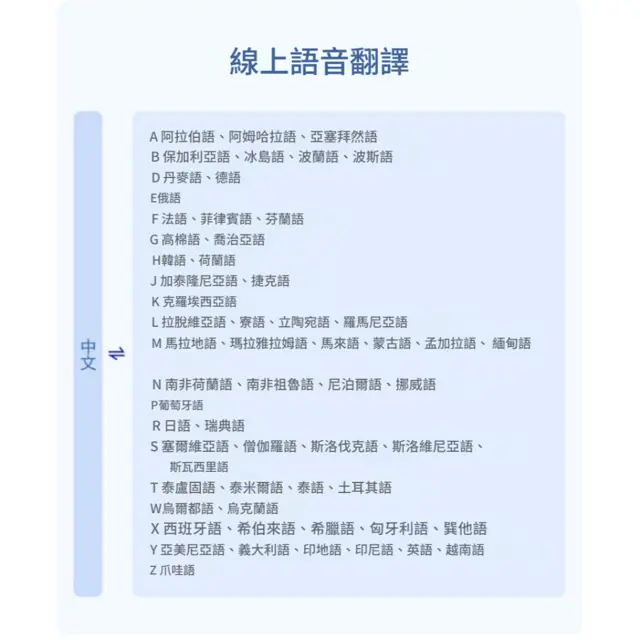 線上語音翻譯
A 阿拉伯語、阿姆哈拉語、亞塞拜然語
B 保加利亞語、冰島語、波蘭語、波斯語
D 丹麥語、德語
E俄語
F 法語、菲律賓語、芬蘭語
G 高棉語、喬治亞語
H韓語、荷蘭語
J 加泰隆尼亞語、捷克語
K 克羅埃西亞語
L 拉脫維亞語、寮語、立陶宛語、羅馬尼亞語
中文 ⇌
M 馬拉地語、瑪拉雅拉姆語、馬來語、蒙古語、孟加拉語、 緬甸語
N 南非荷蘭語、南非祖魯語、尼泊爾語、挪威語
P葡萄牙語
R 日語、瑞典語
S 塞爾維亞語、僧伽羅語、斯洛伐克語、斯洛維尼亞語、
斯瓦西里語
T 泰盧固語、泰米爾語、泰語、土耳其語
W烏爾都語、烏克蘭語
X 西班牙語、希伯來語、希臘語、匈牙利語、巽他語
Y 亞美尼亞語、義大利語、印地語、印尼語、英語、越南語
Z 爪哇語